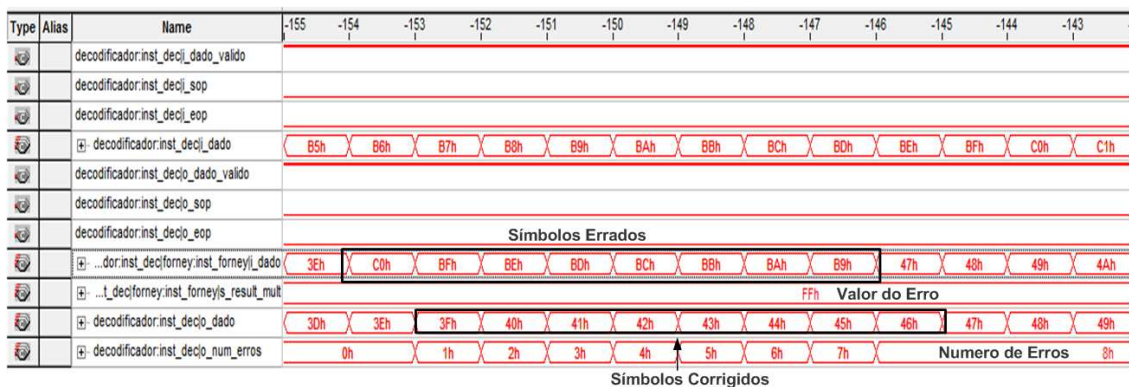 Type Alias Name -155 -154 -153 -152 -151 -150 -149 -148 -147 -146 -145 -144 -143
decodificador:inst_dec|i_dado_valido
decodificador:inst_dec|i_sop
decodificador:inst_dec|i_eop
decodificador:inst_dec|i_dado B5h B6h B7h B8h B9h BAh BBh BCh BDh BEh BFh C0h C1h
decodificador:inst_dec|o_dado_valido
decodificador:inst_dec|o_sop
decodificador:inst_dec|o_eop
Símbolos Errados
...dor:inst_dec|forney:inst_forney|i_dado 3Eh C0h BFh BEh BDh BCh BBh BAh B9h 47h 48h 49h 4Ah
...t_dec|forney:inst_forney|s_result_mult FFh Valor do Erro
decodificador:inst_dec|o_dado 3Dh 3Eh 3Fh 40h 41h 42h 43h 44h 45h 46h 47h 48h 49h
decodificador:inst_dec|o_num_erros 0h 1h 2h 3h 4h 5h 6h 7h Numero de Erros 8h
Símbolos Corrigidos